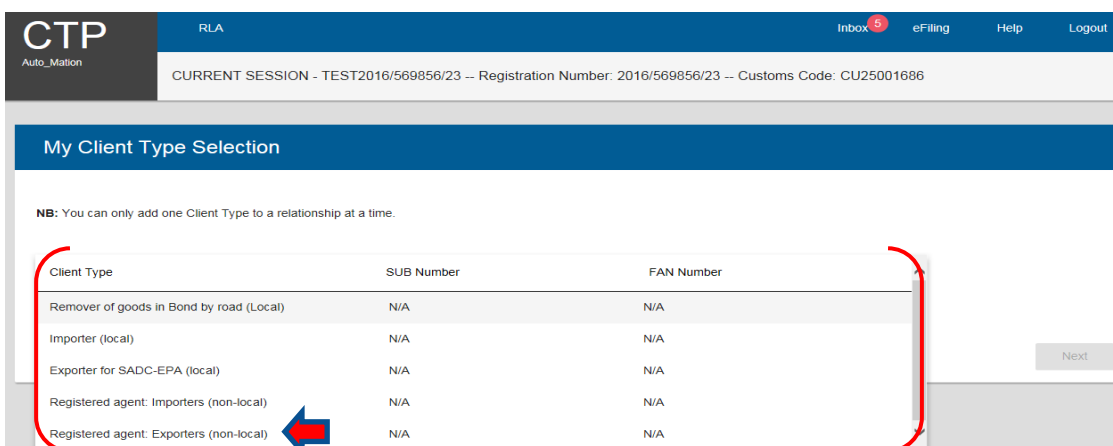 CTP
Auto_Mation
RLA
Inbox 5 eFiling Help Logout
CURRENT SESSION - TEST2016/569856/23 -- Registration Number: 2016/569856/23 -- Customs Code: CU25001686
My Client Type Selection
NB: You can only add one Client Type to a relationship at a time.
Client Type SUB Number FAN Number
Remover of goods in Bond by road (Local) N/A N/A
Importer (local) N/A N/A
Next
Exporter for SADC-EPA (local) N/A N/A
Registered agent: Importers (non-local) N/A N/A
Registered agent: Exporters (non-local) N/A N/A